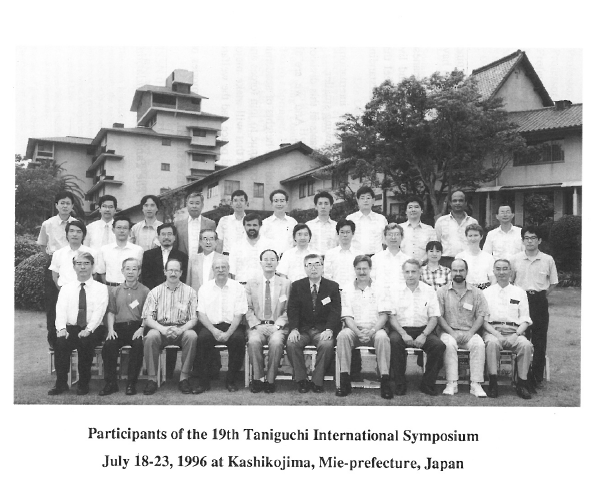 Participants of the 19th Taniguchi International Symposium
July 18-23, 1996 at Kashikojima, Mie-prefecture, Japan